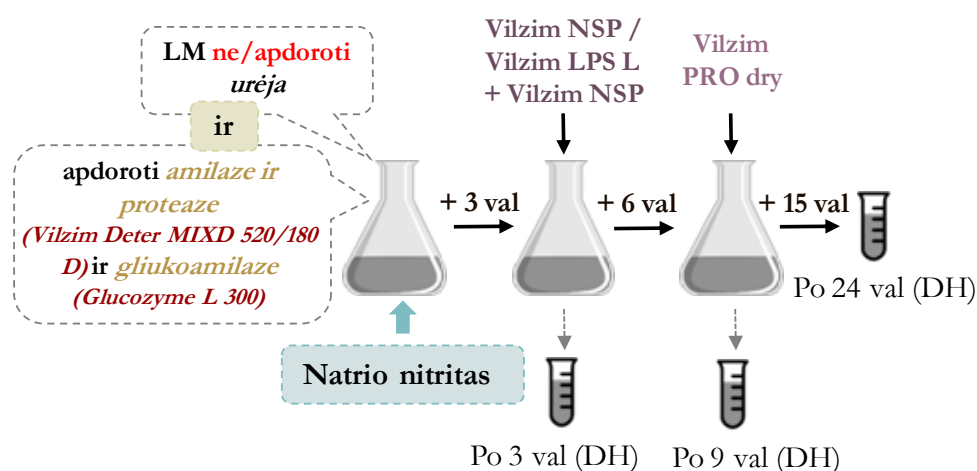 LM ne/apdoroti
urėja
ir
apdoroti amilaze ir
proteaze
(Vilzim Deter MIXD 520/180
D) ir gliukoamilaze
(Glucozyme L 300)
Natrio nitritas
+ 3 val
Vilzim NSP /
Vilzim LPS L
+ Vilzim NSP
+ 6 val
Vilzim
PRO dry
+ 15 val
Po 3 val (DH)
Po 9 val (DH)
Po 24 val (DH)